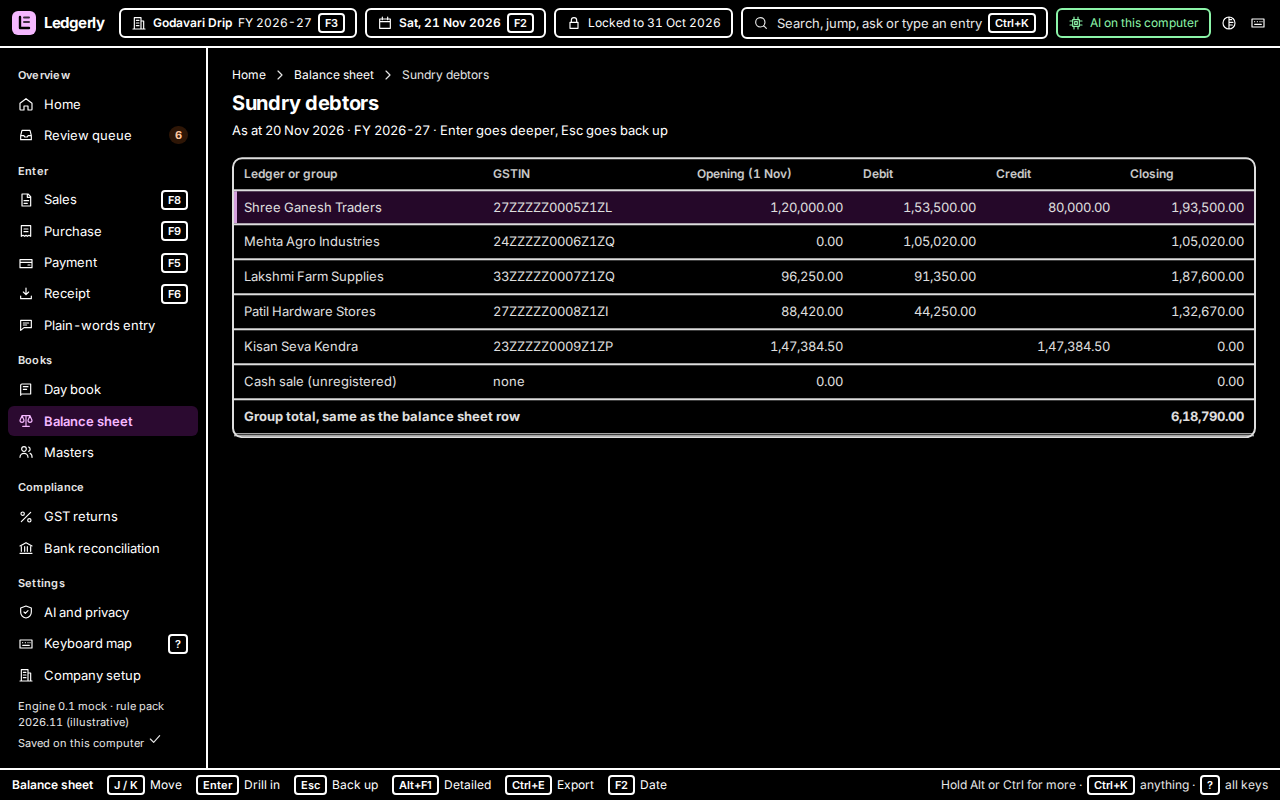 Ledgerly
Godavari Drip FY 2026-27 F3
Sat, 21 Nov 2026 F2
Locked to 31 Oct 2026
Search, jump, ask or type an entry Ctrl+K
AI on this computer
Overview
Home
Review queue 6
Enter
Sales F8
Purchase F9
Payment F5
Receipt F6
Plain-words entry
Books
Day book
Balance sheet
Masters
Compliance
GST returns
Bank reconciliation
Settings
AI and privacy
Keyboard map ?
Company setup
Engine 0.1 mock · rule pack
2026.11 (illustrative)
Saved on this computer
Home > Balance sheet > Sundry debtors
Sundry debtors
As at 20 Nov 2026 · FY 2026-27 · Enter goes deeper, Esc goes back up
Ledger or group GSTIN Opening (1 Nov) Debit Credit Closing
Shree Ganesh Traders 27ZZZZZ0005Z1ZL 1,20,000.00 1,53,500.00 80,000.00 1,93,500.00
Mehta Agro Industries 24ZZZZZ0006Z1ZQ 0.00 1,05,020.00 1,05,020.00
Lakshmi Farm Supplies 33ZZZZZ0007Z1ZQ 96,250.00 91,350.00 1,87,600.00
Patil Hardware Stores 27ZZZZZ0008Z1ZI 88,420.00 44,250.00 1,32,670.00
Kisan Seva Kendra 23ZZZZZ0009Z1ZP 1,47,384.50 1,47,384.50 0.00
Cash sale (unregistered) none 0.00 0.00
Group total, same as the balance sheet row 6,18,790.00
Balance sheet J / K Move Enter Drill in Esc Back up Alt+F1 Detailed Ctrl+E Export F2 Date
Hold Alt or Ctrl for more · Ctrl+K anything · ? all keys